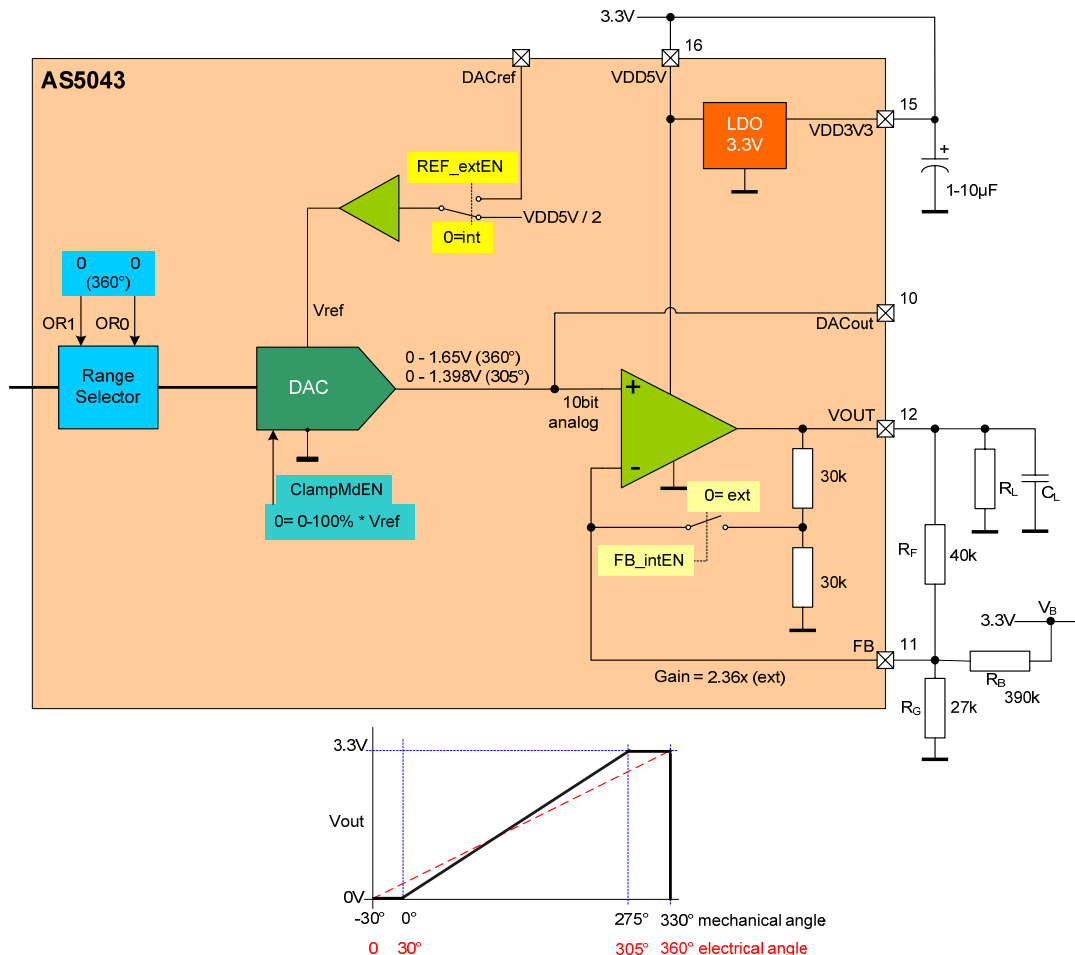 3.3V
16
AS5043
DACref
VDD5V
15
LDO
3.3V
VDD3V3
+
1-10µF
REF_extEN
VDD5V / 2
0=int
0 0
(360°)
OR1 OR0
Vref
10
DACout
Range
Selector
DAC
0 - 1.65V (360°)
0 - 1.398V (305°)
10bit
analog
+
-
VOUT
12
ClampMdEN
0= 0-100% * Vref
0= ext
30k
RL
CL
FB_intEN
RF
40k
30k
3.3V
VB
FB
11
Gain = 2.36x (ext)
RB
390k
RG
27k
3.3V
Vout
0V
-30° 0° 275° 330° mechanical angle
0 30° 305° 360° electrical angle